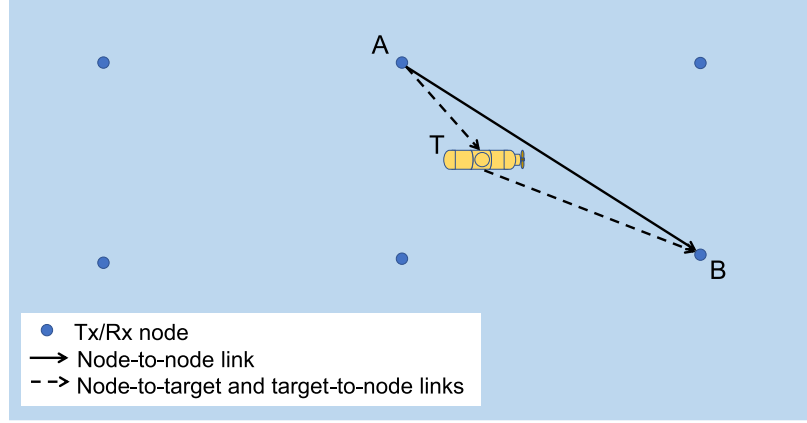 A
T
B
Tx/Rx node
Node-to-node link
Node-to-target and target-to-node links